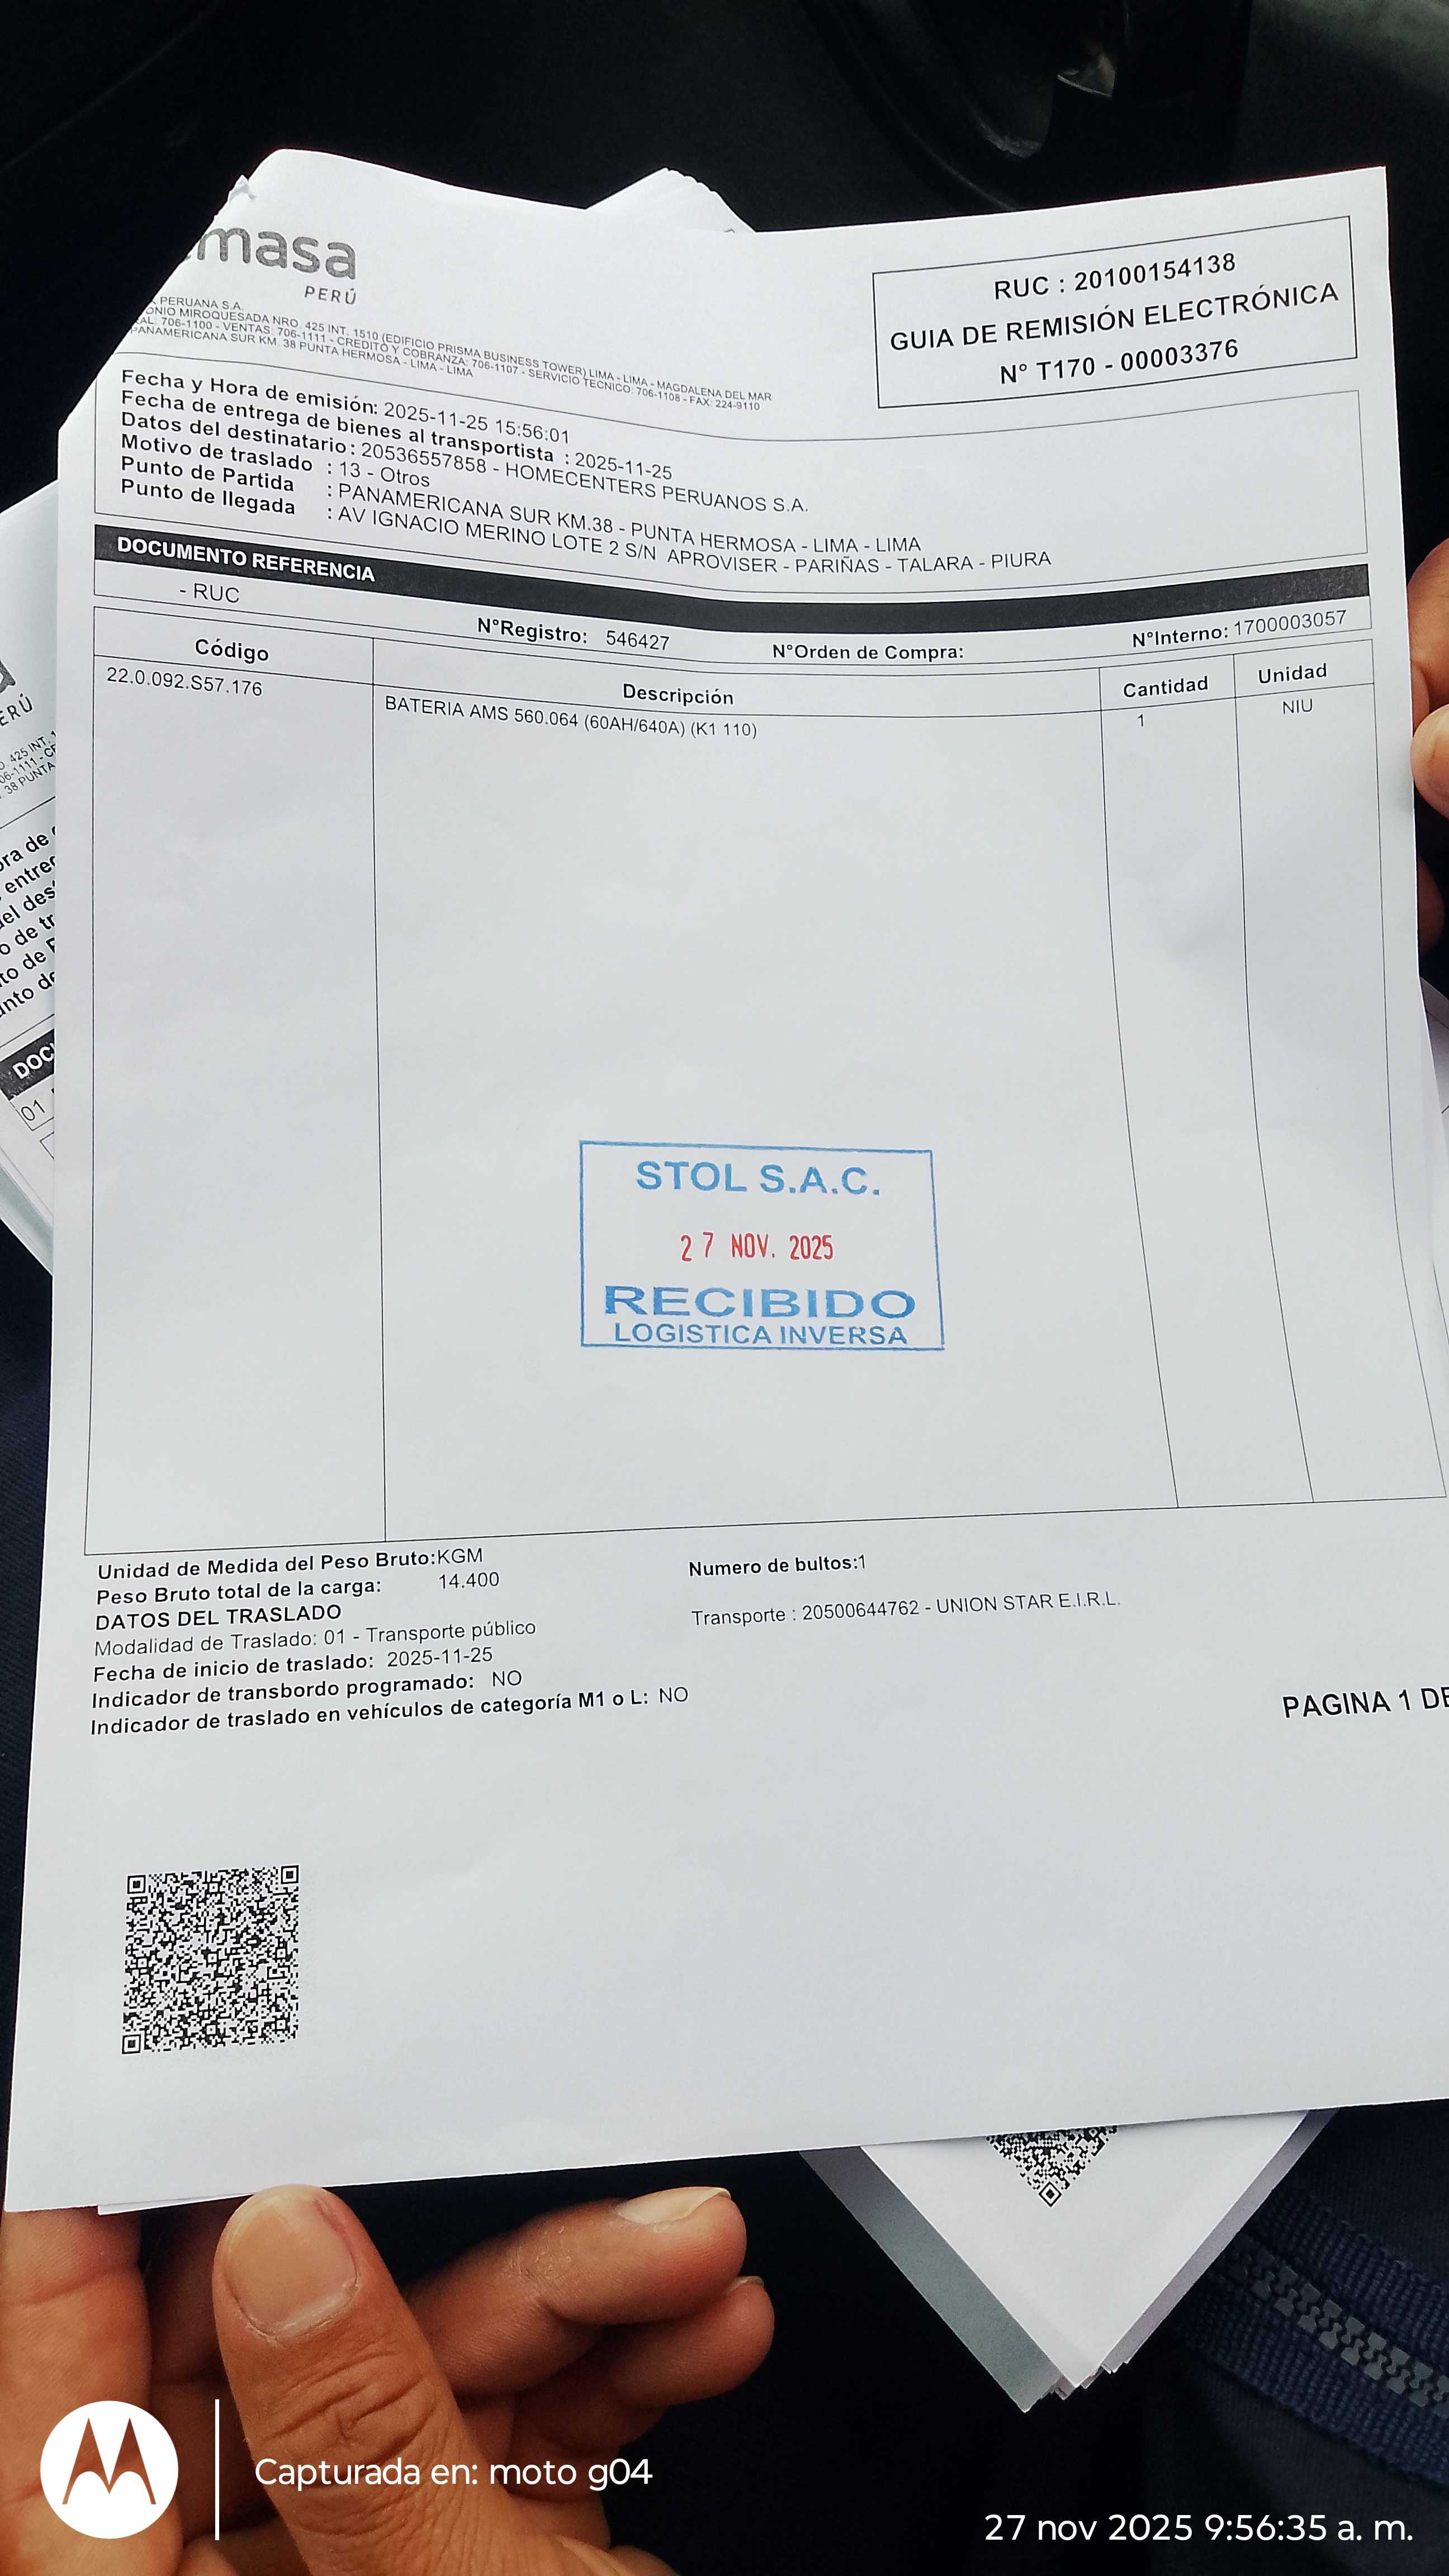 masa
PERÚ
PERUANA S.A.
ONIO MIROQUESADA NRO. 425 INT. 1510 (EDIFICIO PRISMA BUSINESS TOWER) LIMA - LIMA - MAGDALENA DEL MAR
AL: 706-1100 - VENTAS: 706-1111 - CREDITO Y COBRANZA: 706-1107 - SERVICIO TECNICO: 706-1108 - FAX: 224-9110
PANAMERICANA SUR KM. 38 PUNTA HERMOSA - LIMA - LIMA
RUC : 20100154138
GUIA DE REMISIÓN ELECTRÓNICA
N° T170 - 00003376
Fecha y Hora de emisión: 2025-11-25 15:56:01
Fecha de entrega de bienes al transportista : 2025-11-25
Datos del destinatario : 20536557858 - HOMECENTERS PERUANOS S.A.
Motivo de traslado : 13 - Otros
Punto de Partida : PANAMERICANA SUR KM.38 - PUNTA HERMOSA - LIMA - LIMA
Punto de llegada : AV IGNACIO MERINO LOTE 2 S/N APROVISER - PARIÑAS - TALARA - PIURA
DOCUMENTO REFERENCIA
- RUC
N°Registro: 546427 N°Orden de Compra: N°Interno: 1700003057
Código Descripción Cantidad Unidad
22.0.092.S57.176 BATERIA AMS 560.064 (60AH/640A) (K1 110) 1 NIU
STOL S.A.C.
27 NOV. 2025
RECIBIDO
LOGISTICA INVERSA
Unidad de Medida del Peso Bruto:KGM Numero de bultos:1
Peso Bruto total de la carga: 14.400
DATOS DEL TRASLADO Transporte : 20500644762 - UNION STAR E.I.R.L.
Modalidad de Traslado: 01 - Transporte público
Fecha de inicio de traslado: 2025-11-25
Indicador de transbordo programado: NO
Indicador de traslado en vehículos de categoría M1 o L: NO
PAGINA 1 DE
Capturada en: moto g04
27 nov 2025 9:56:35 a. m.